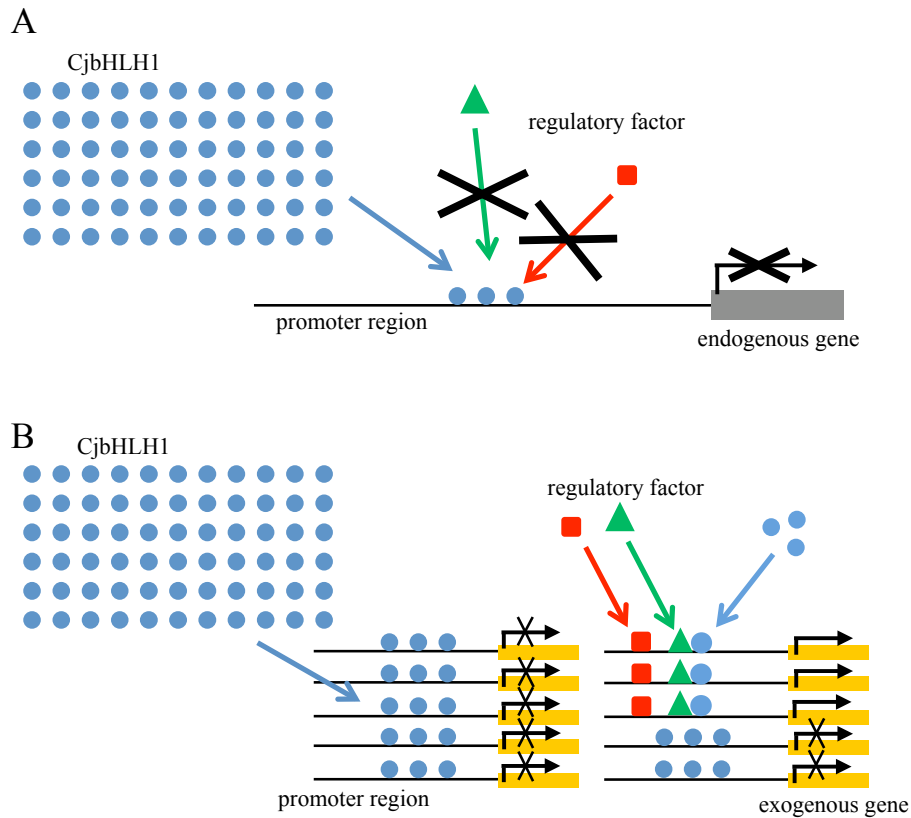 A
CjbHLH1
regulatory factor
promoter region
endogenous gene
B
CjbHLH1
regulatory factor
promoter region
exogenous gene